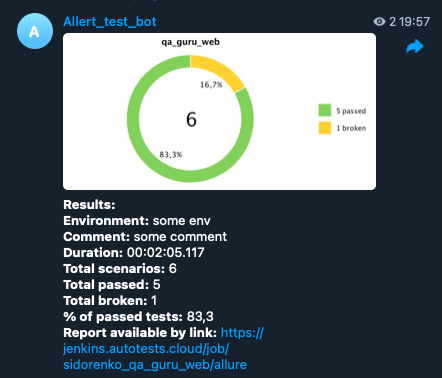 A
Allert_test_bot
2 19:57
qa_guru_web
16,7%
6
5 passed
1 broken
83,3%
Results:
Environment: some env
Comment: some comment
Duration: 00:02:05.117
Total scenarios: 6
Total passed: 5
Total broken: 1
% of passed tests: 83,3
Report available by link: https://
jenkins.autotests.cloud/job/
sidorenko_qa_guru_web/allure